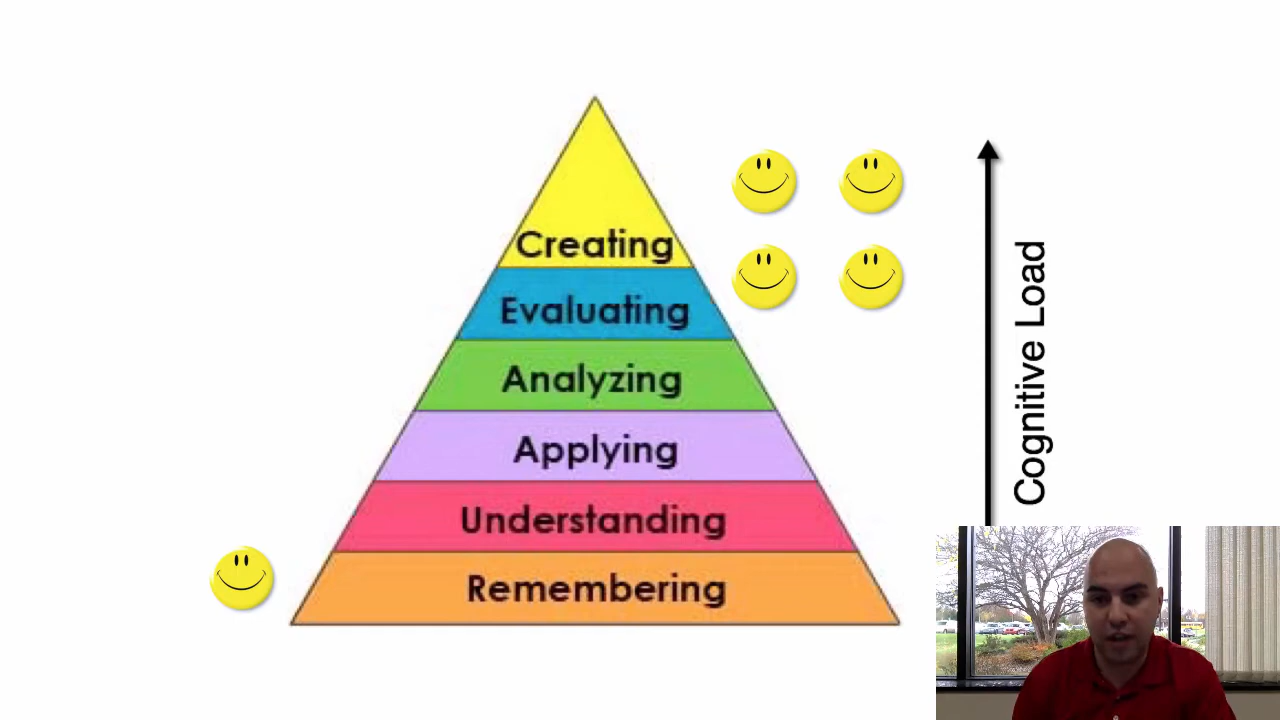 Creating
Evaluating
Analyzing
Applying
Understanding
Remembering
Cognitive Load